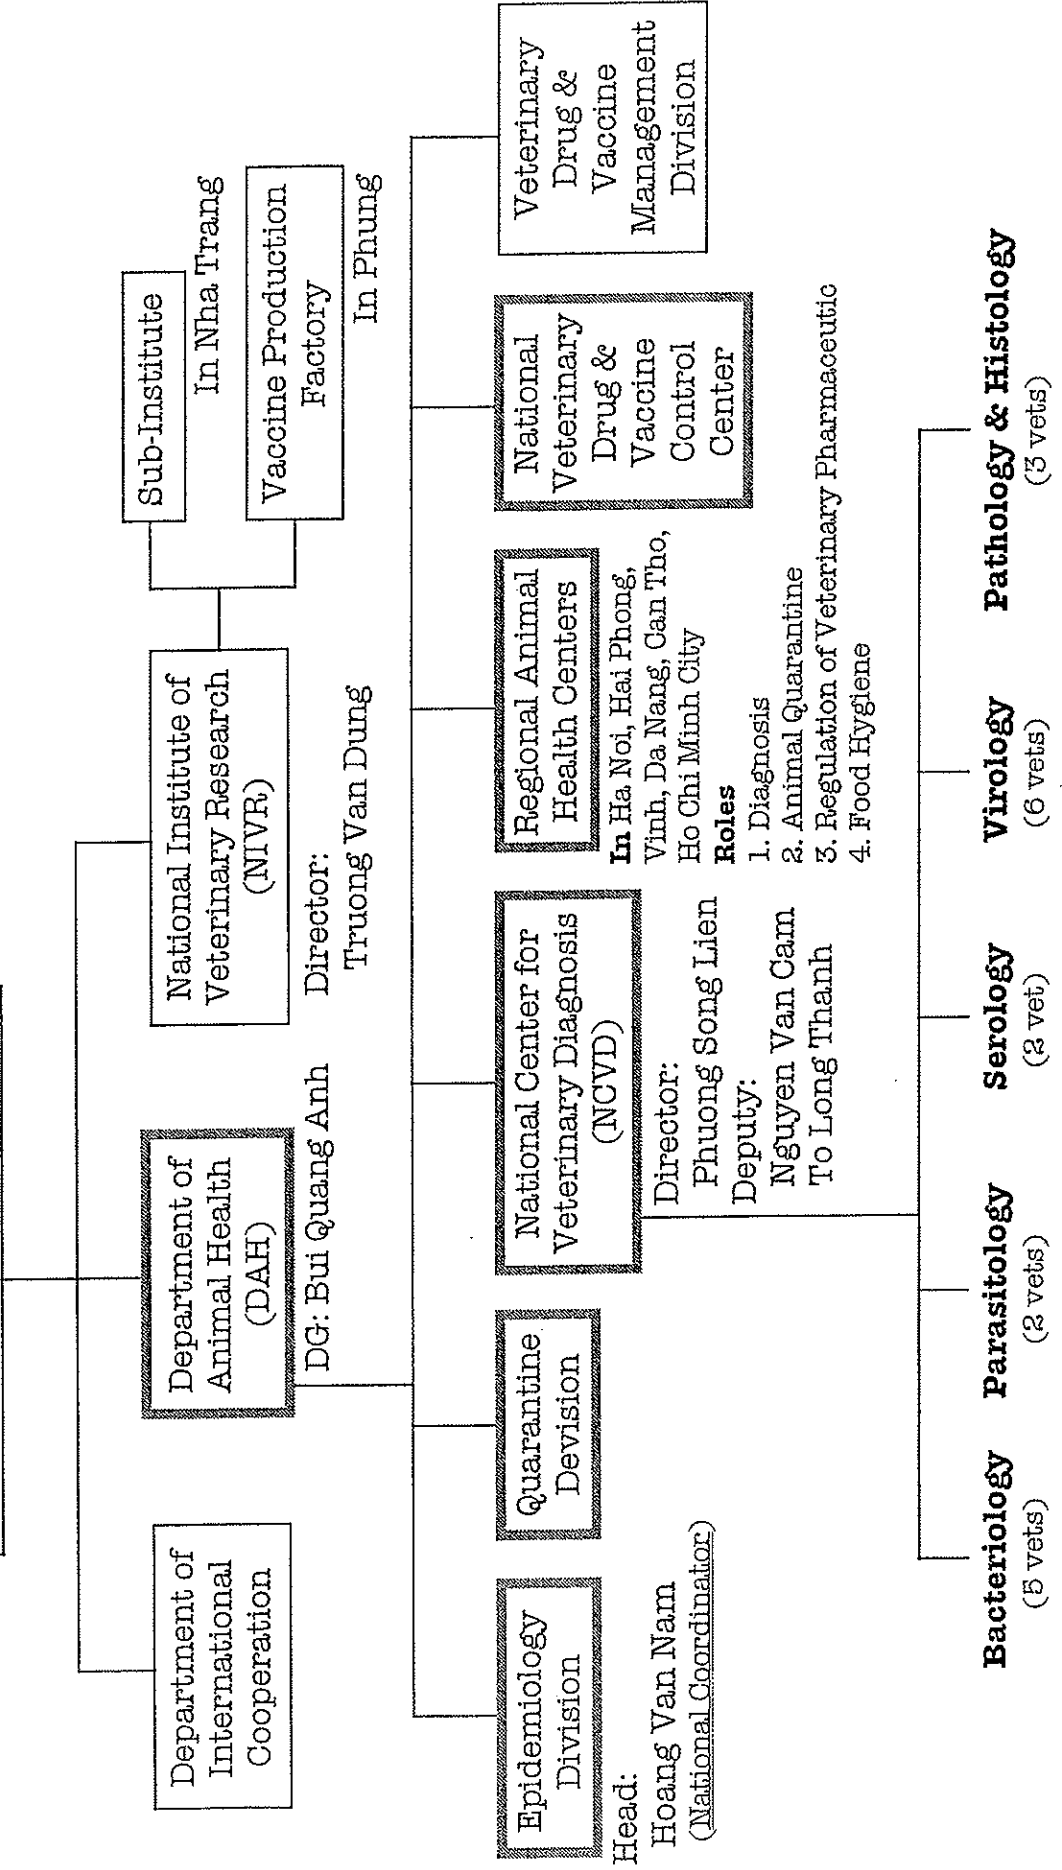 Department of
International
Cooperation
Department of
Animal Health
(DAH)
DG: Bui Quang Anh
National Institute of
Veterinary Research
(NIVR)
Director:
Truong Van Dung
Sub-Institute
In Nha Trang
Vaccine Production
Factory
In Phung
Epidemiology
Division
Head:
Hoang Van Nam
(National Coordinator)
Quarantine
Devision
National Center for
Veterinary Diagnosis
(NCVD)
Director:
Phuong Song Lien
Deputy:
Nguyen Van Cam
To Long Thanh
Regional Animal
Health Centers
In Ha Noi, Hai Phong,
Vinh, Da Nang, Can Tho,
Ho Chi Minh City
Roles
1. Diagnosis
2. Animal Quarantine
3. Regulation of Veterinary Pharmaceutic
4. Food Hygiene
National
Veterinary
Drug &
Vaccine
Control
Center
Veterinary
Drug &
Vaccine
Management
Division
Bacteriology
(5 vets)
Parasitology
(2 vets)
Serology
(2 vet)
Virology
(6 vets)
Pathology & Histology
(3 vets)